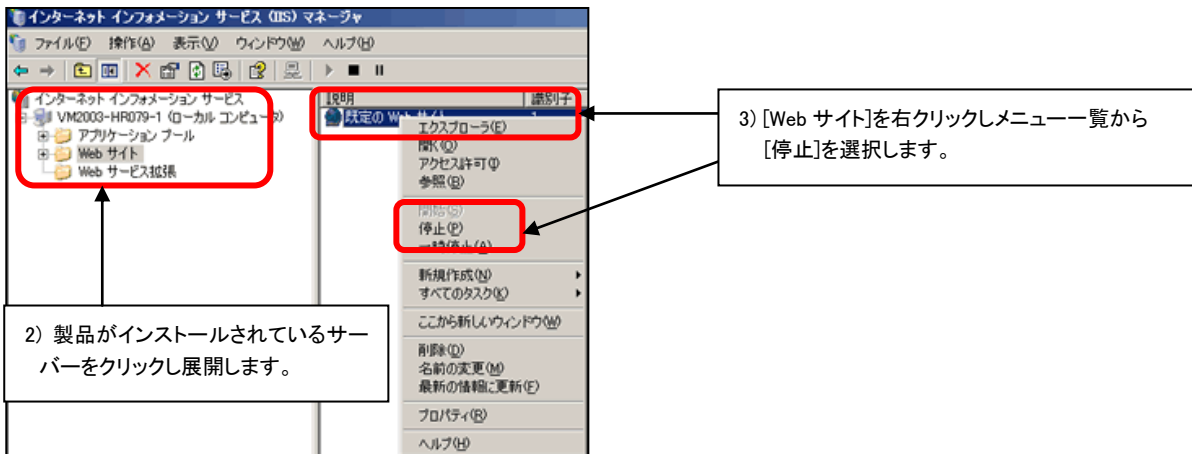 インターネット インフォメーション サービス (IIS) マネージャ
ファイル(F) 操作(A) 表示(V) ウィンドウ(W) ヘルプ(H)
インターネット インフォメーション サービス
VM2003-HR079-1 (ローカル コンピュータ)
アプリケーション プール
Web サイト
Web サービス拡張
説明 識別子
既定の Web サイト 1
エクスプローラ(E)
開く(O)
アクセス許可(I)
参照(B)
開始(S)
停止(P)
一時停止(A)
新規作成(N)
すべてのタスク(K)
ここから新しいウィンドウ(W)
削除(D)
名前の変更(M)
最新の情報に更新(F)
プロパティ(R)
ヘルプ(H)
2) 製品がインストールされているサー
バーをクリックし展開します。
3) [Web サイト]を右クリックしメニュー一覧から
[停止]を選択します。